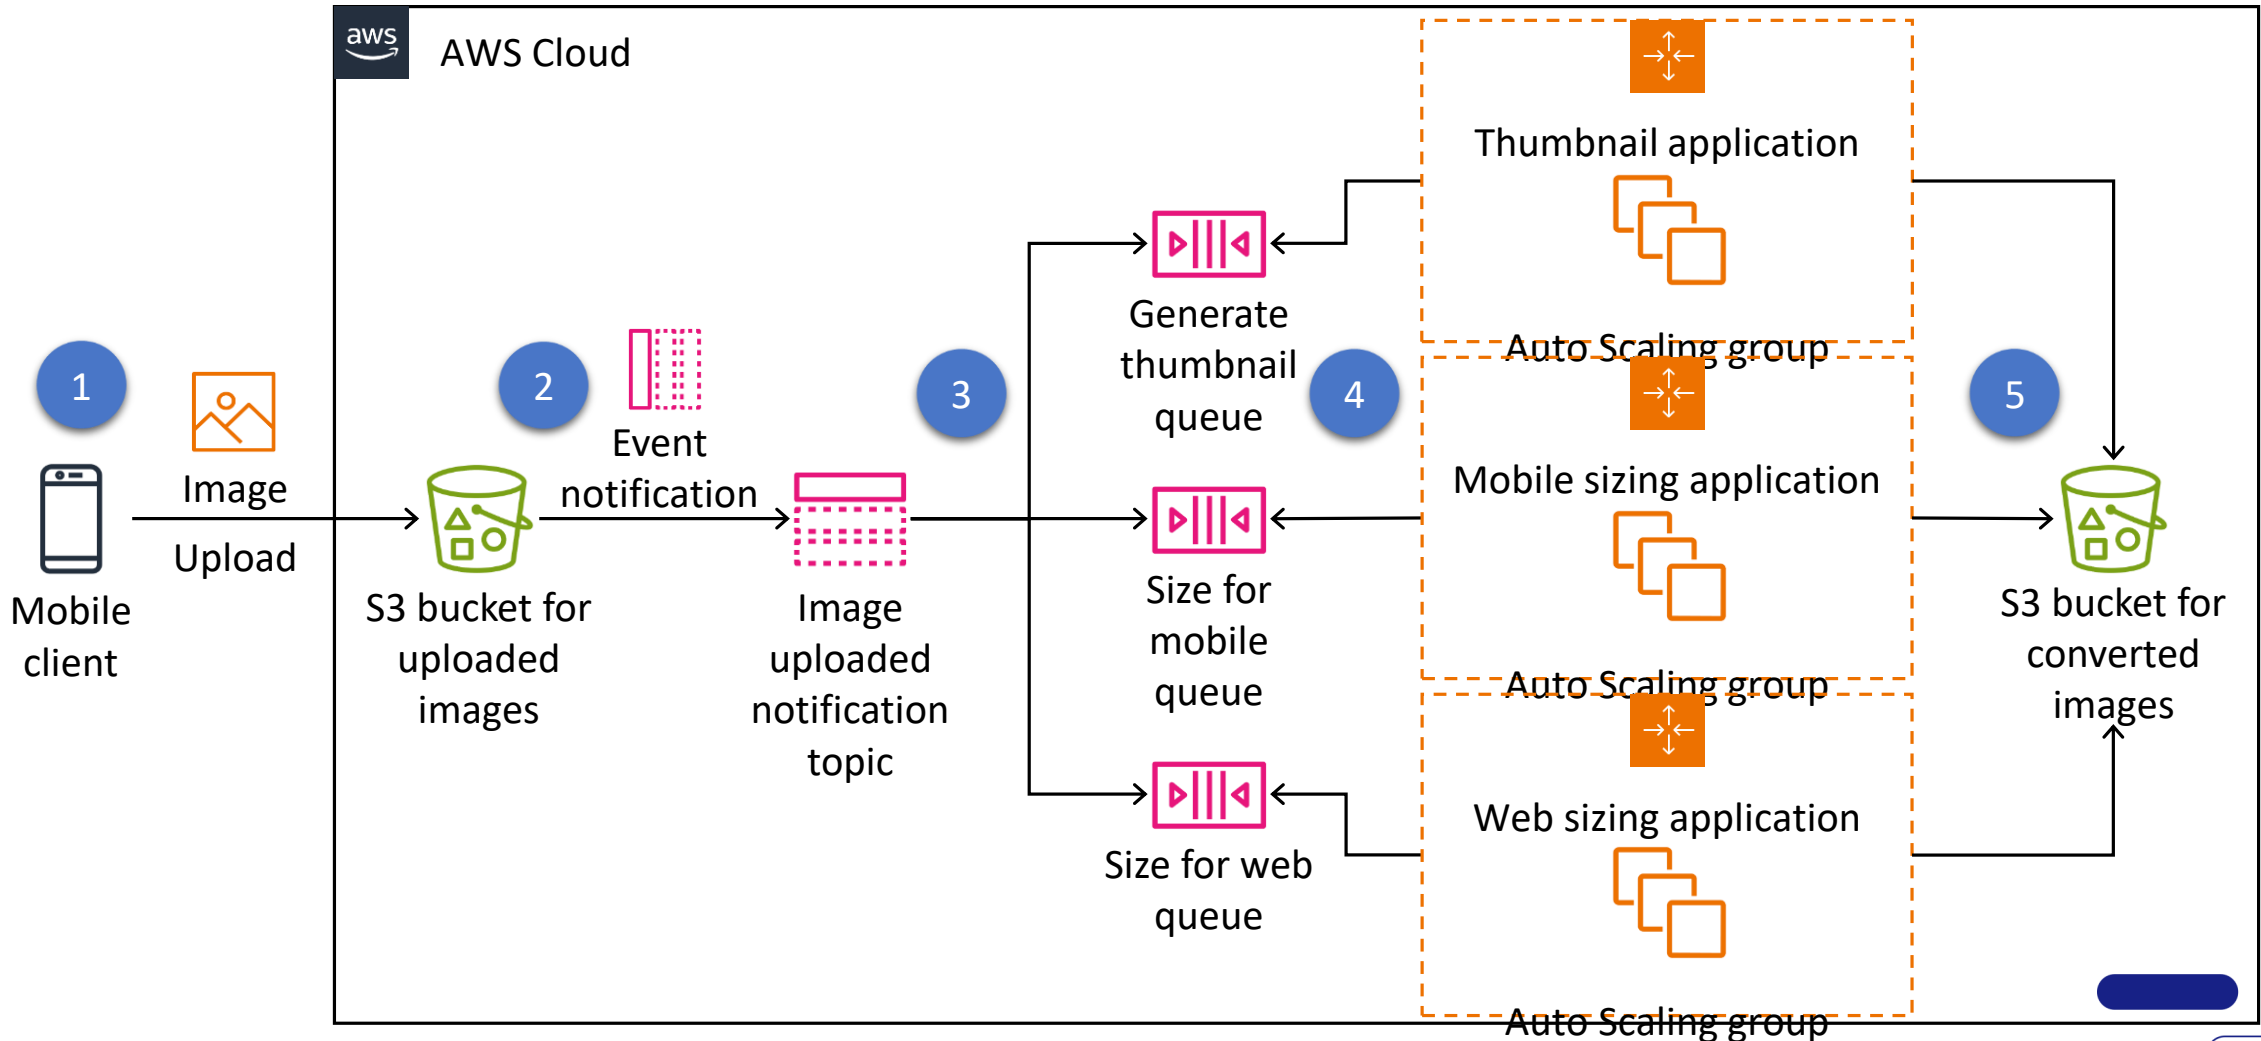 aws
AWS Cloud
1
Image
Upload
Mobile
client
S3 bucket for
uploaded
images
2
Event
notification
Image
uploaded
notification
topic
3
Generate
thumbnail
queue
Size for
mobile
queue
Size for web
queue
4
Thumbnail application
Auto Scaling group
Mobile sizing application
Auto Scaling group
Web sizing application
Auto Scaling group
5
S3 bucket for
converted
images